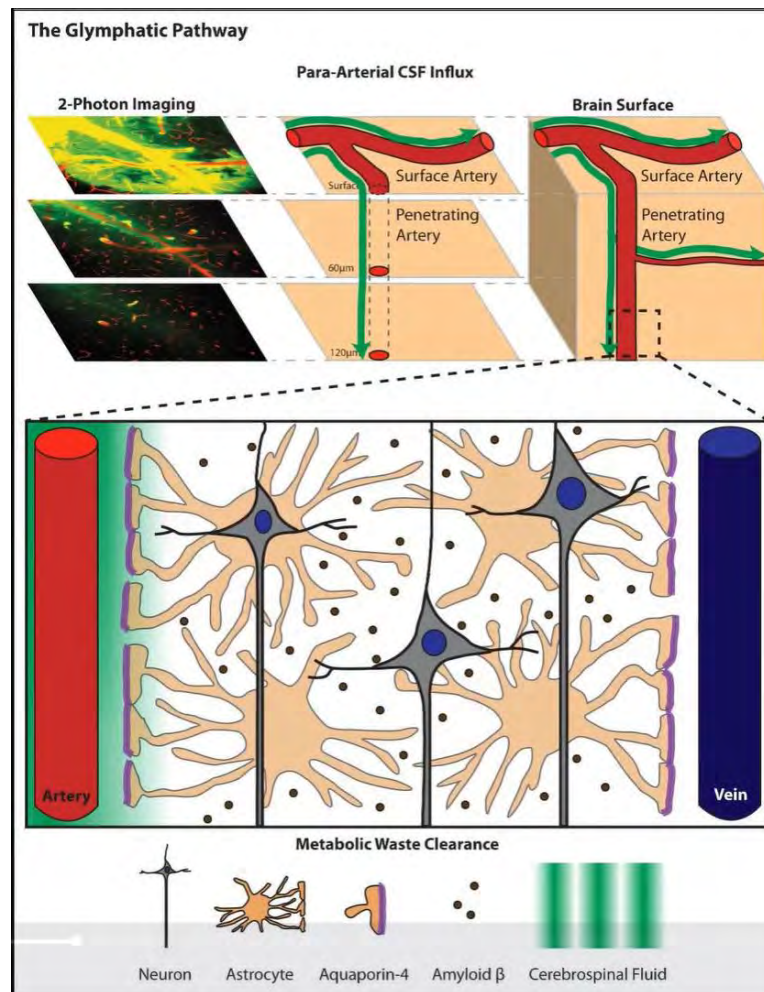 The Glymphatic Pathway
Para-Arterial CSF Influx
2-Photon Imaging
Brain Surface
Surface Artery
Surface
Penetrating
Artery
60μm
120μm
Surface Artery
Penetrating
Artery
Artery
Vein
Metabolic Waste Clearance
Neuron
Astrocyte
Aquaporin-4
Amyloid β
Cerebrospinal Fluid